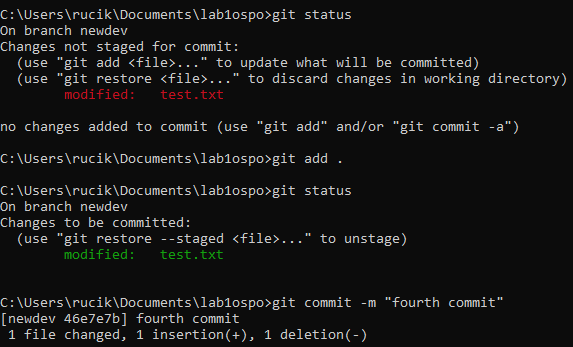 C:\Users\rucik\Documents\lab1ospo>git status
On branch newdev
Changes not staged for commit:
  (use "git add <file>..." to update what will be committed)
  (use "git restore <file>..." to discard changes in working directory)
        modified:   test.txt
no changes added to commit (use "git add" and/or "git commit -a")
C:\Users\rucik\Documents\lab1ospo>git add .
C:\Users\rucik\Documents\lab1ospo>git status
On branch newdev
Changes to be committed:
  (use "git restore --staged <file>..." to unstage)
        modified:   test.txt
C:\Users\rucik\Documents\lab1ospo>git commit -m "fourth commit"
[newdev 46e7e7b] fourth commit
 1 file changed, 1 insertion(+), 1 deletion(-)